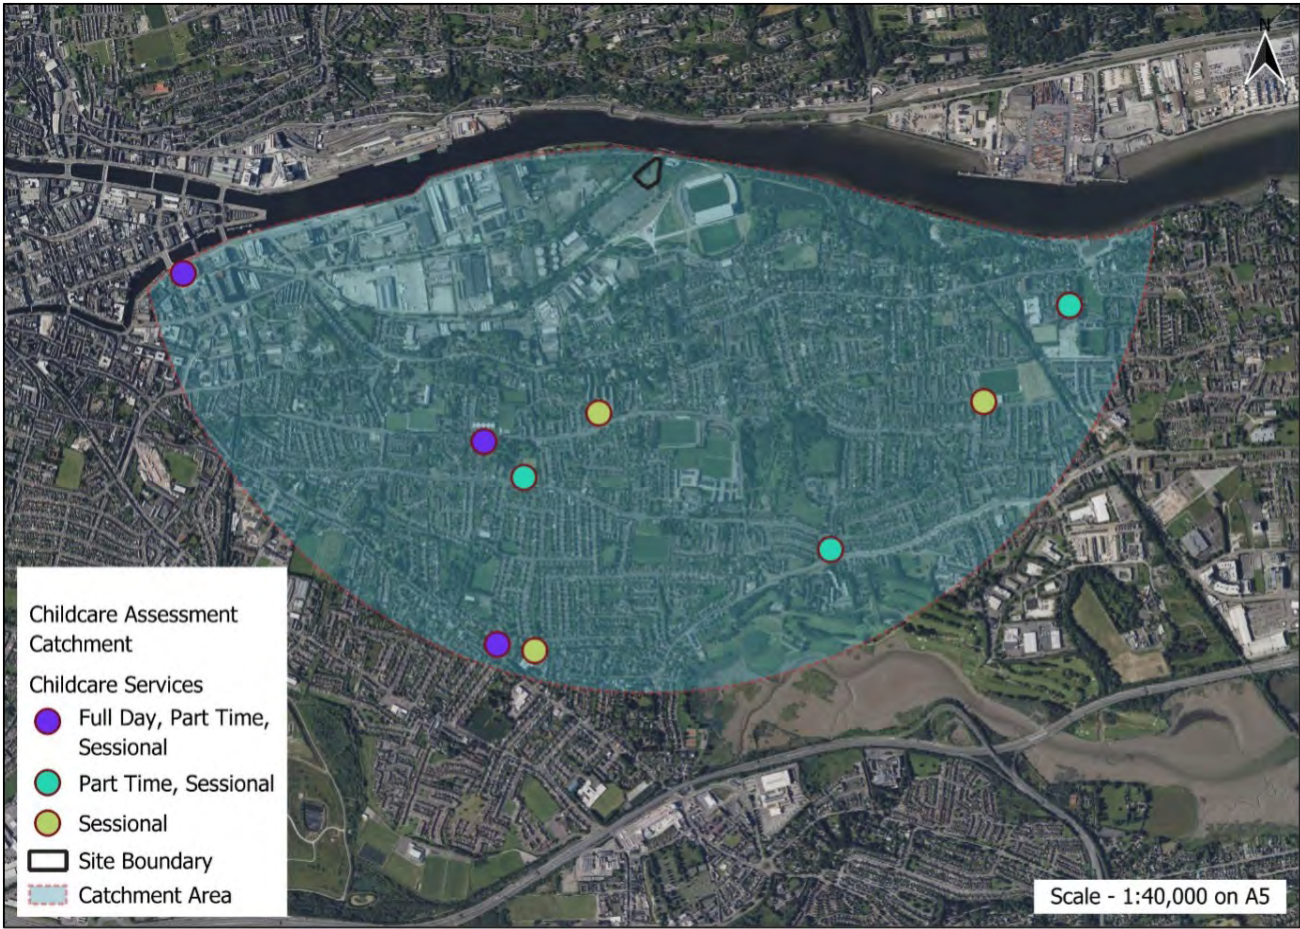 N
Childcare Assessment
Catchment
Childcare Services
Full Day, Part Time,
Sessional
Part Time, Sessional
Sessional
Site Boundary
Catchment Area
Scale - 1:40,000 on A5